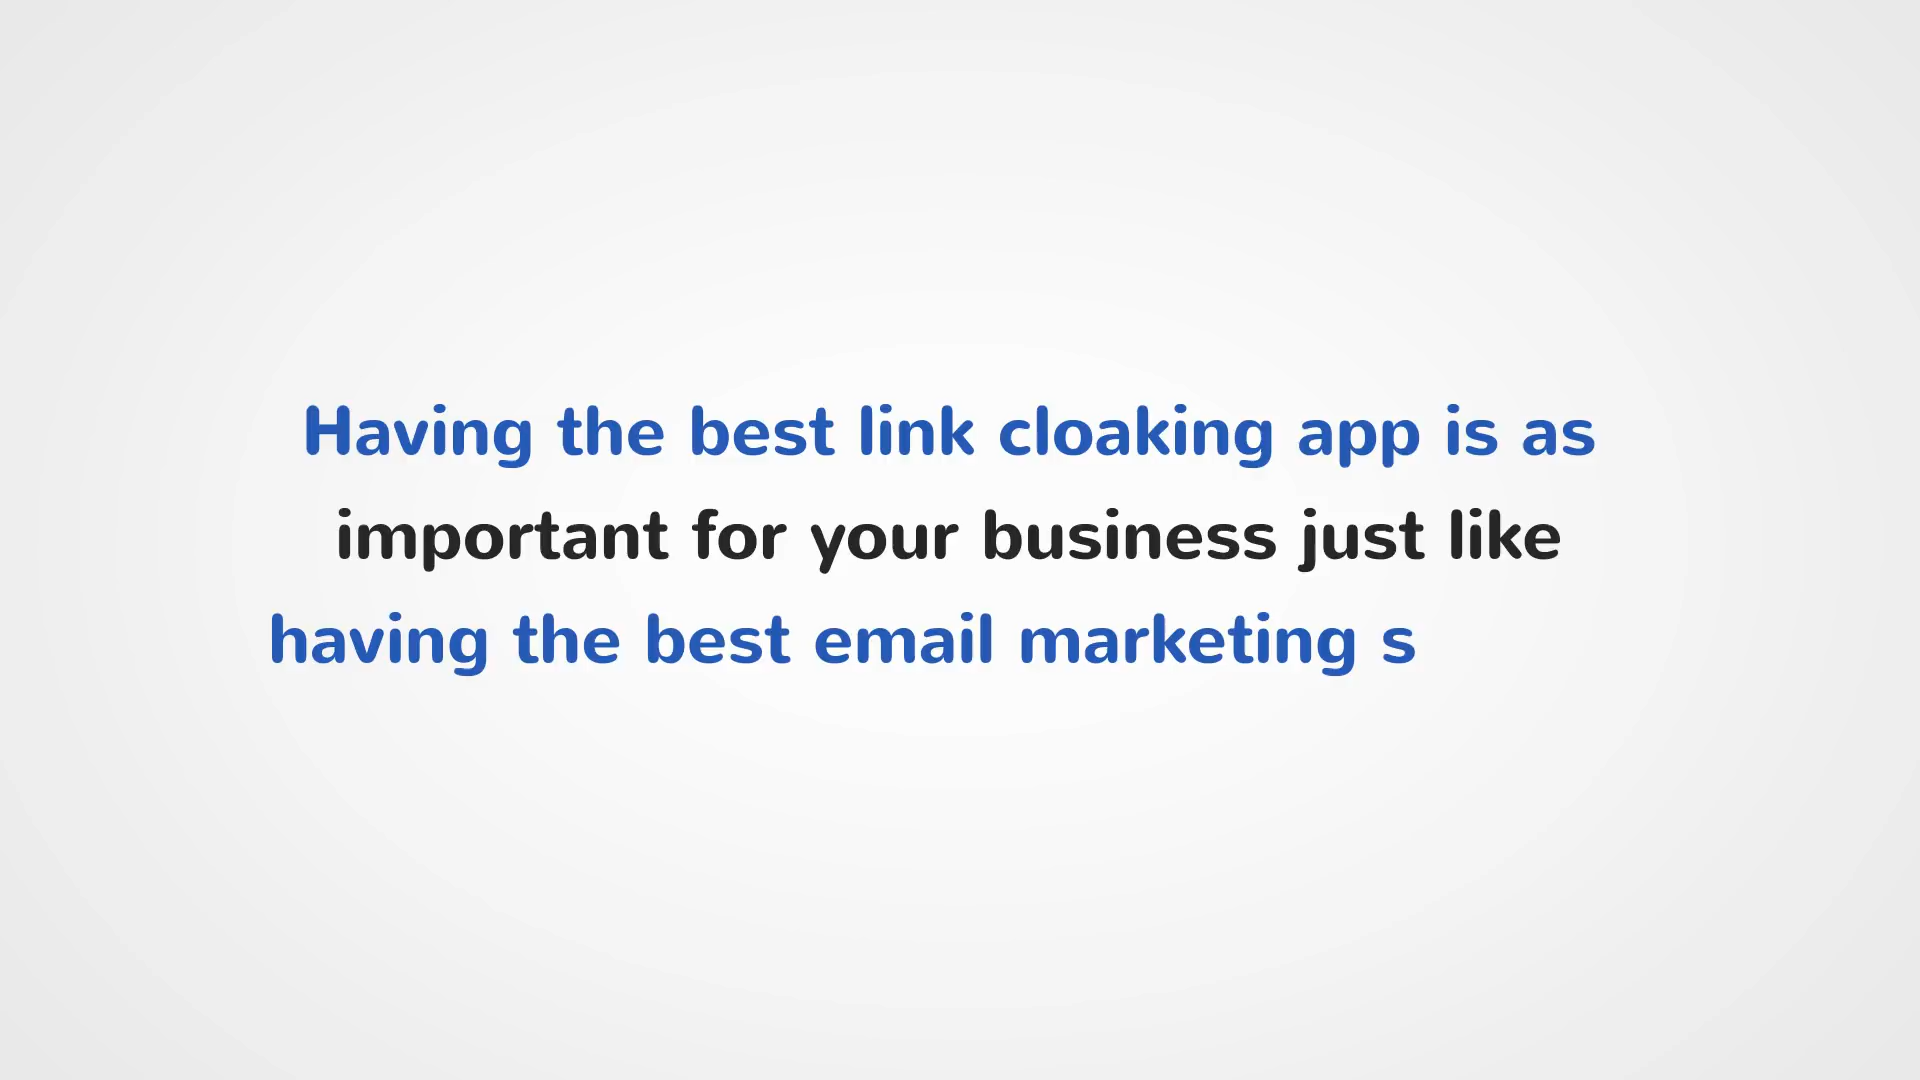 Having the best link cloaking app is as
important for your business just like
having the best email marketing s